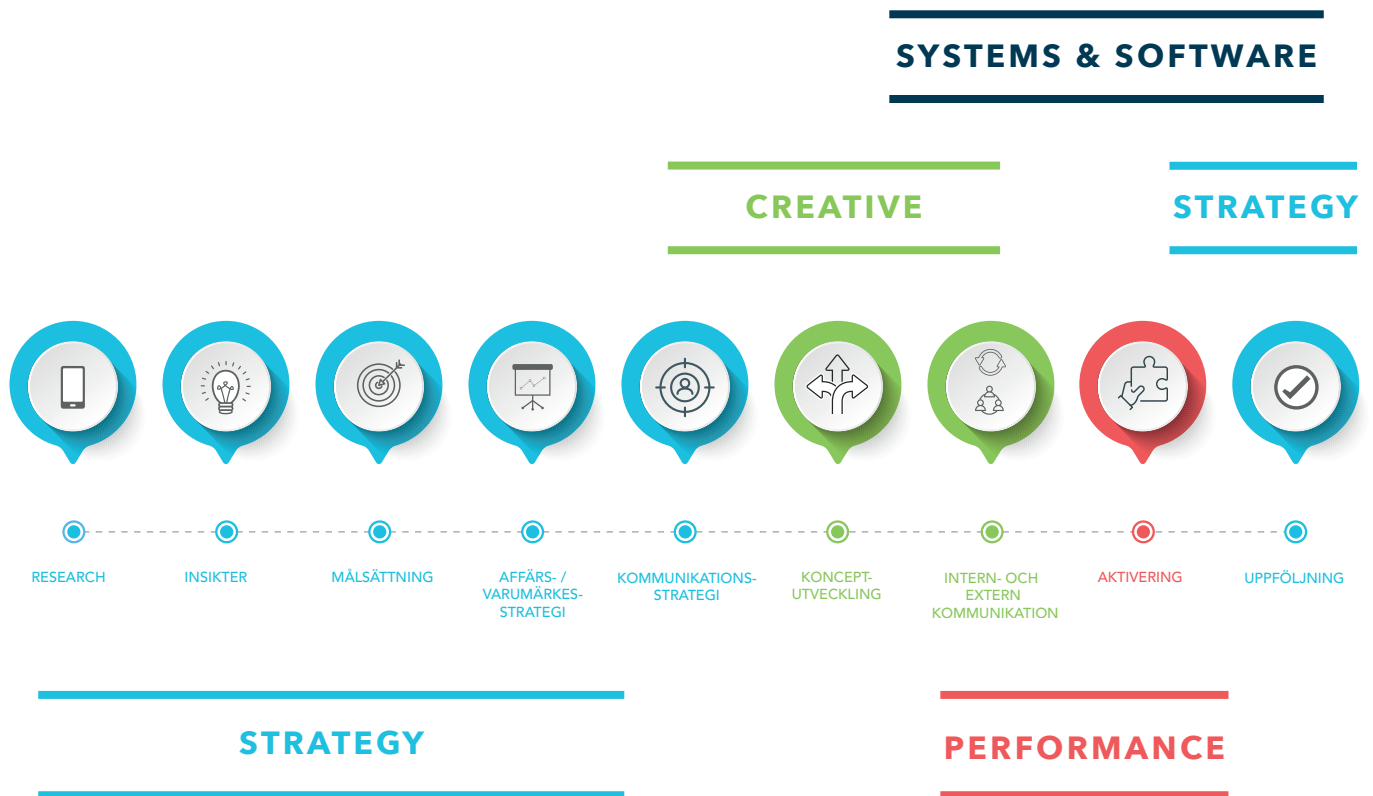 SYSTEMS & SOFTWARE
CREATIVE
STRATEGY
RESEARCH
INSIKTER
MÅLSÄTTNING
AFFÄRS- /
VARUMÄRKES-
STRATEGI
KOMMUNIKATIONS-
STRATEGI
KONCEPT-
UTVECKLING
INTERN- OCH
EXTERN
KOMMUNIKATION
AKTIVERING
UPPFÖLJNING
STRATEGY
PERFORMANCE